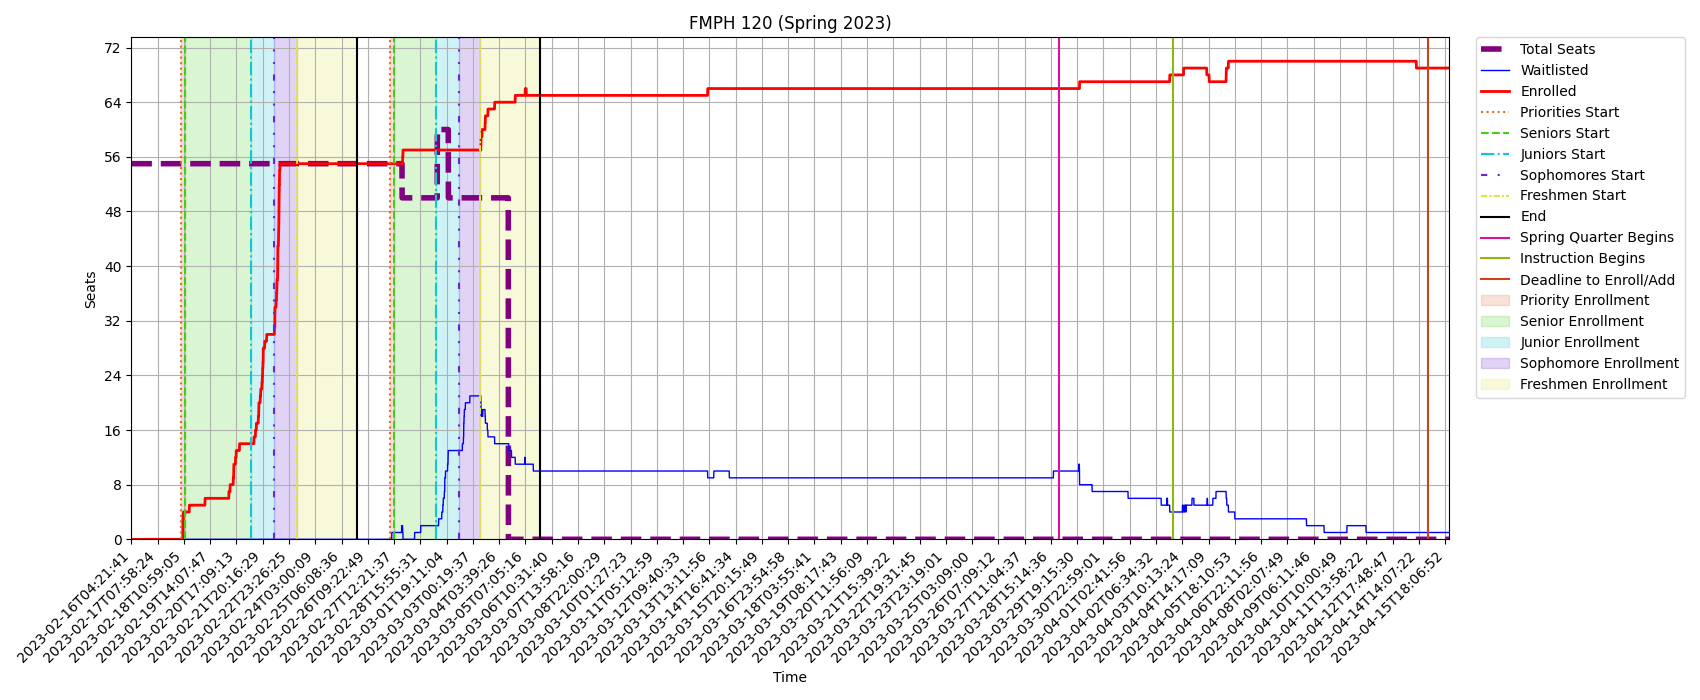 FMPH 120 (Spring 2023)
72
64
56
48
40
32
24
16
8
0
Seats
2023-02-16T04:21:41
2023-02-17T07:58:24
2023-02-18T10:59:05
2023-02-19T14:07:47
2023-02-20T17:09:13
2023-02-21T20:16:29
2023-02-22T23:26:25
2023-02-24T03:00:09
2023-02-25T06:08:36
2023-02-26T09:22:49
2023-02-27T12:21:37
2023-02-28T15:55:31
2023-03-01T19:11:04
2023-03-03T00:19:37
2023-03-04T03:39:26
2023-03-05T07:05:16
2023-03-06T10:31:40
2023-03-07T13:58:16
2023-03-08T22:00:29
2023-03-10T01:27:23
2023-03-11T05:12:59
2023-03-12T09:40:33
2023-03-13T13:11:56
2023-03-14T16:41:34
2023-03-15T20:15:49
2023-03-16T23:54:58
2023-03-18T03:55:41
2023-03-19T08:17:43
2023-03-20T11:56:09
2023-03-21T15:39:22
2023-03-22T19:31:45
2023-03-23T23:19:01
2023-03-25T03:09:00
2023-03-26T07:09:12
2023-03-27T11:04:37
2023-03-28T15:14:36
2023-03-29T19:15:30
2023-03-30T22:59:01
2023-04-01T02:41:56
2023-04-02T06:34:32
2023-04-03T10:13:24
2023-04-04T14:17:09
2023-04-05T18:10:53
2023-04-06T22:11:56
2023-04-08T02:07:49
2023-04-09T06:11:46
2023-04-10T10:00:49
2023-04-11T13:58:22
2023-04-12T17:48:47
2023-04-14T14:07:22
2023-04-15T18:06:52
Time
Total Seats
Waitlisted
Enrolled
Priorities Start
Seniors Start
Juniors Start
Sophomores Start
Freshmen Start
End
Spring Quarter Begins
Instruction Begins
Deadline to Enroll/Add
Priority Enrollment
Senior Enrollment
Junior Enrollment
Sophomore Enrollment
Freshmen Enrollment